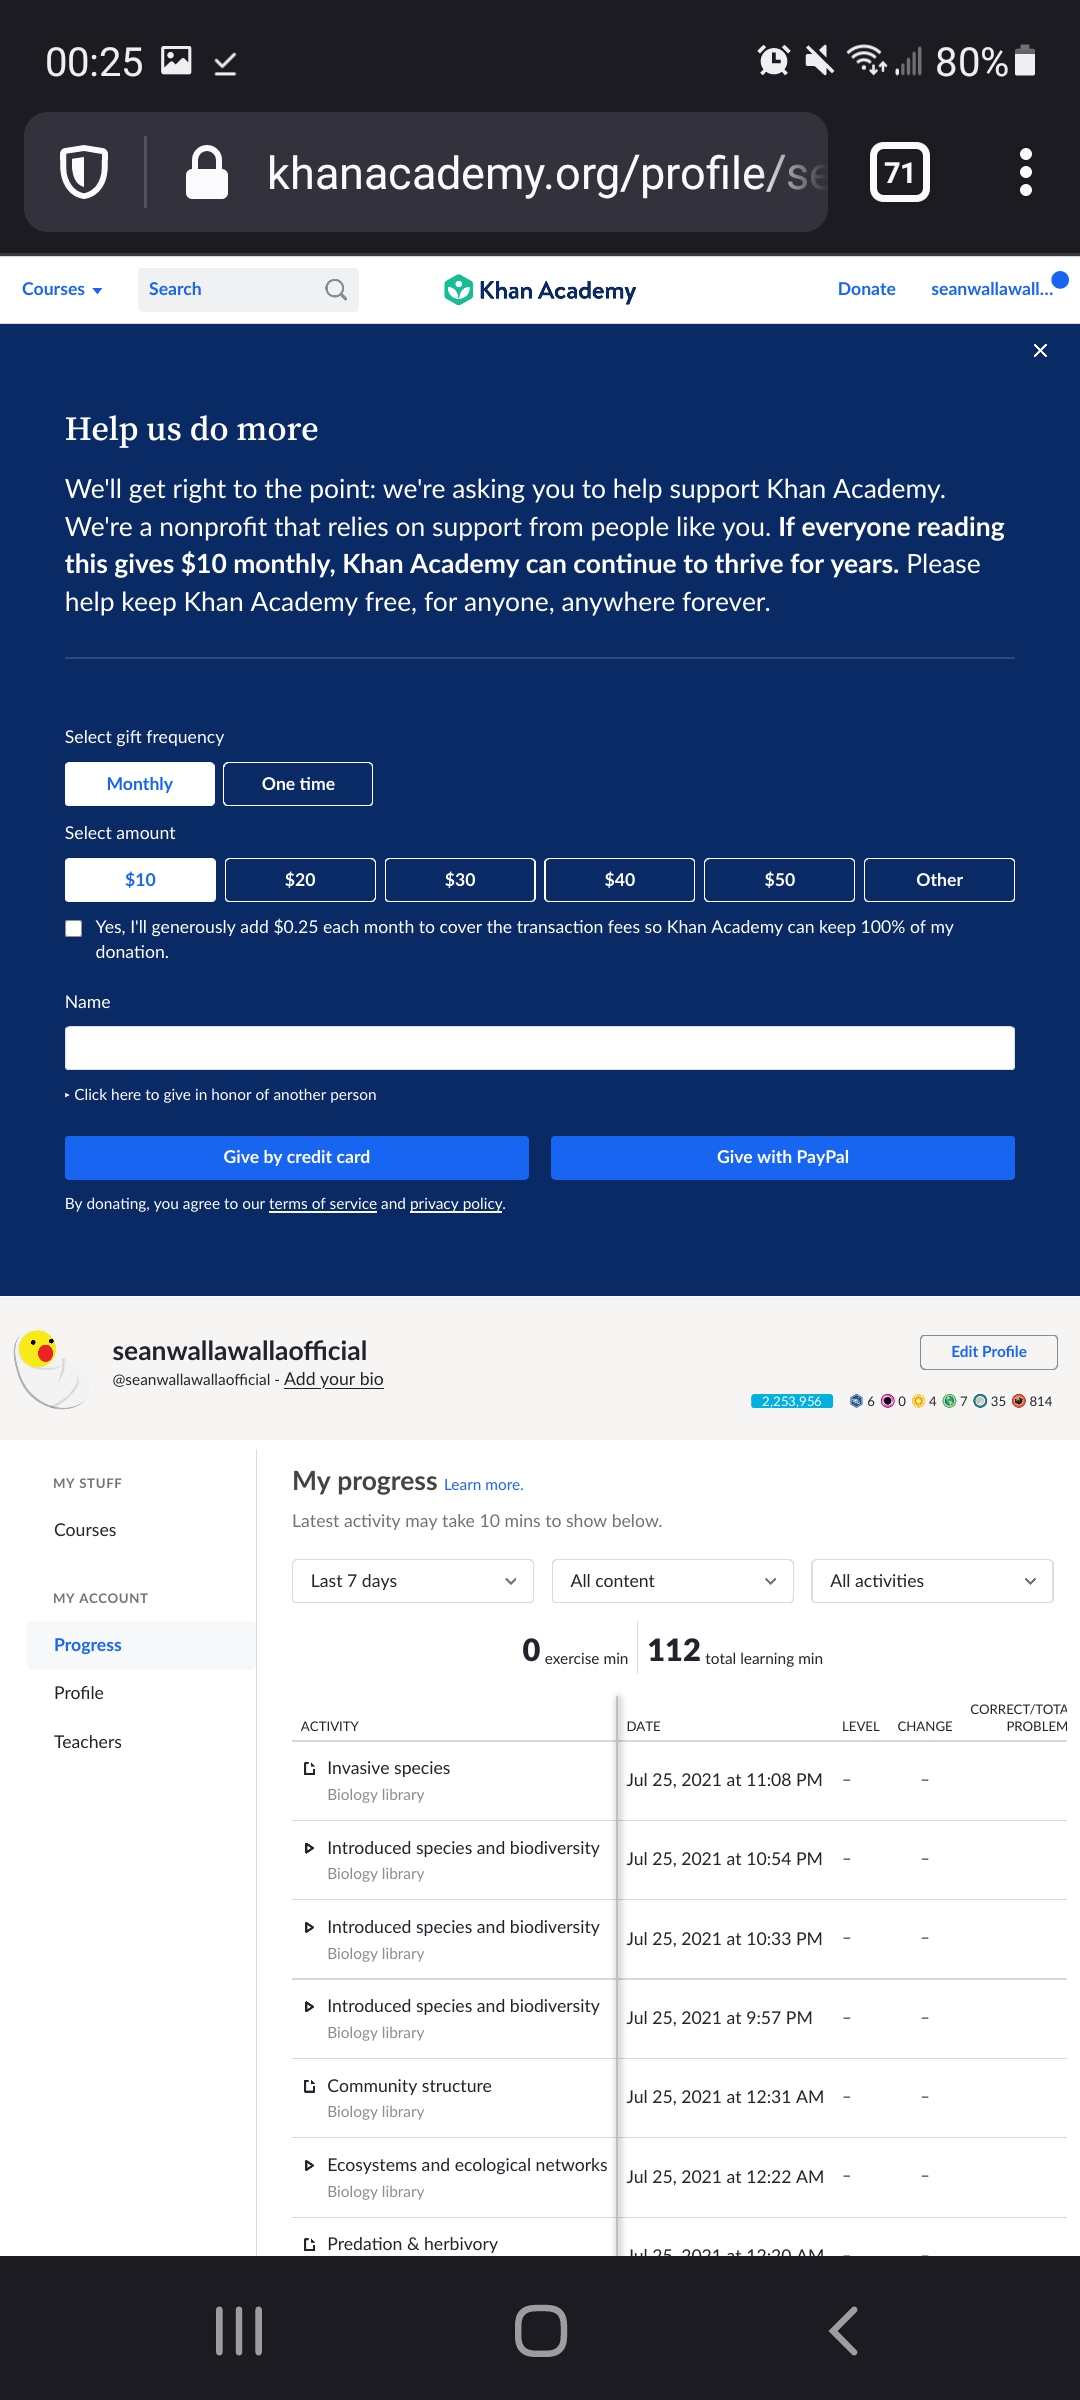 00:25 80%
khanacademy.org/profile/se 71
Courses Search Khan Academy Donate seanwallawall...
Help us do more
We'll get right to the point: we're asking you to help support Khan Academy.
We're a nonprofit that relies on support from people like you. If everyone reading
this gives $10 monthly, Khan Academy can continue to thrive for years. Please
help keep Khan Academy free, for anyone, anywhere forever.
Select gift frequency
Monthly One time
Select amount
$10 $20 $30 $40 $50 Other
Yes, I'll generously add $0.25 each month to cover the transaction fees so Khan Academy can keep 100% of my
donation.
Name
Click here to give in honor of another person
Give by credit card Give with PayPal
By donating, you agree to our terms of service and privacy policy.
seanwallawallaofficial
Edit Profile
@seanwallawallaofficial - Add your bio
2,253,956 6 0 4 7 35 814
MY STUFF
Courses
MY ACCOUNT
Progress
Profile
Teachers
My progress Learn more.
Latest activity may take 10 mins to show below.
Last 7 days All content All activities
0 exercise min 112 total learning min
CORRECT/TOTA
ACTIVITY DATE LEVEL CHANGE PROBLEM
Invasive species
Biology library
Jul 25, 2021 at 11:08 PM – –
Introduced species and biodiversity
Biology library
Jul 25, 2021 at 10:54 PM – –
Introduced species and biodiversity
Biology library
Jul 25, 2021 at 10:33 PM – –
Introduced species and biodiversity
Biology library
Jul 25, 2021 at 9:57 PM – –
Community structure
Biology library
Jul 25, 2021 at 12:31 AM – –
Ecosystems and ecological networks
Biology library
Jul 25, 2021 at 12:22 AM – –
Predation & herbivory
Jul 25, 2021 at 12:20 AM – –